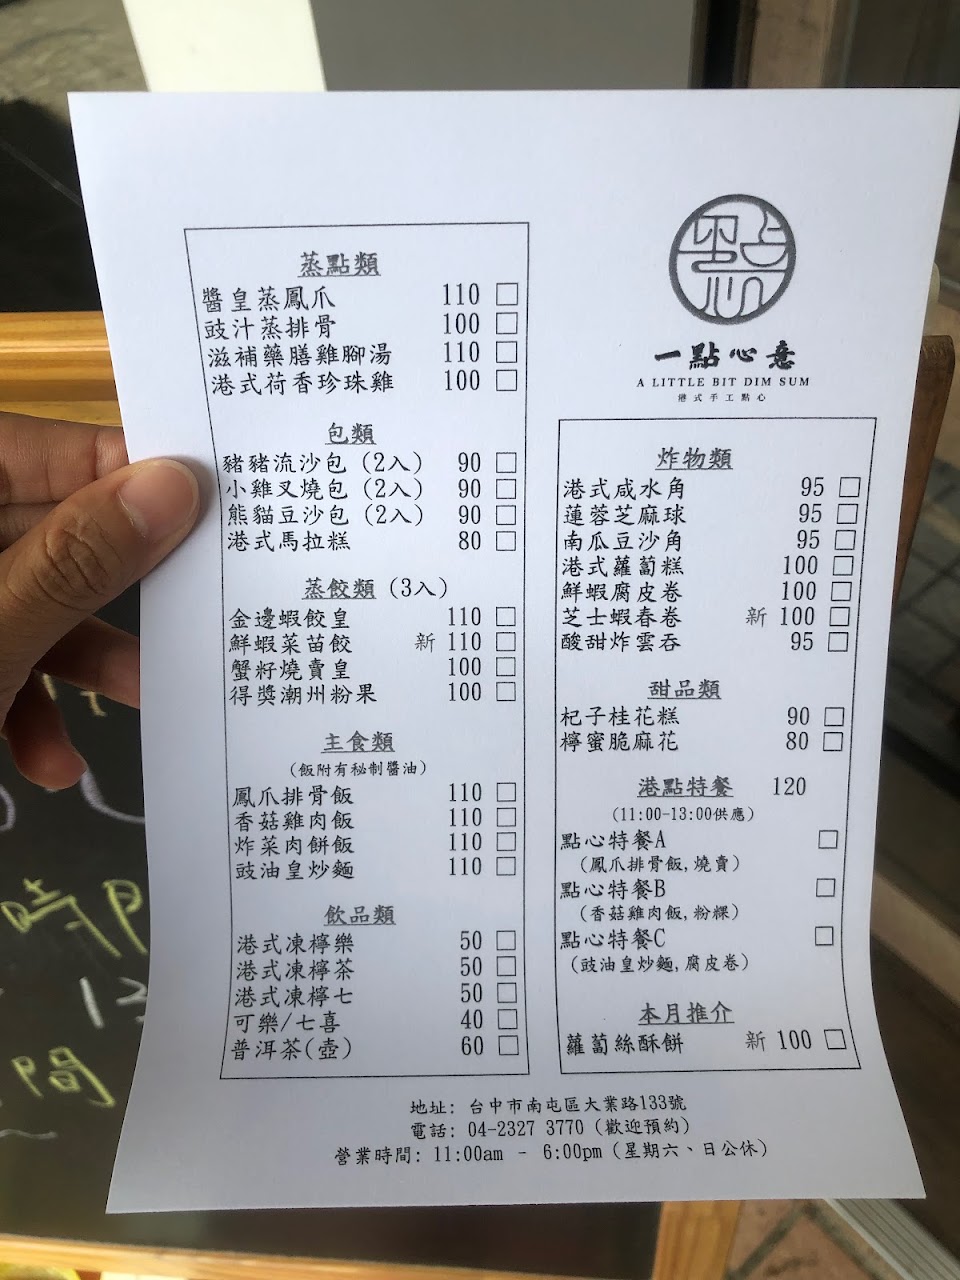 蒸點類
醬皇蒸鳳爪 110 □
豉汁蒸排骨 100 □
滋補藥膳雞腳湯 110 □
港式荷香珍珠雞 100 □
包類
豬豬流沙包 (2入) 90 □
小雞叉燒包 (2入) 90 □
熊貓豆沙包 (2入) 90 □
港式馬拉糕 80 □
蒸餃類 (3入)
金邊蝦餃皇 110 □
鮮蝦菜苗餃 新 110 □
蟹籽燒賣皇 100 □
得獎潮州粉果 100 □
主食類
(飯附有秘制醬油)
鳳爪排骨飯 110 □
香菇雞肉飯 110 □
炸菜肉餅飯 110 □
豉油皇炒麵 110 □
飲品類
港式凍檸樂 50 □
港式凍檸茶 50 □
港式凍檸七 50 □
可樂/七喜 40 □
普洱茶(壺) 60 □
點心
一點心意
A LITTLE BIT DIM SUM
港式手工點心
炸物類
港式咸水角 95 □
蓮蓉芝麻球 95 □
南瓜豆沙角 95 □
港式蘿蔔糕 100 □
鮮蝦腐皮卷 100 □
芝士蝦春卷 新 100 □
酸甜炸雲吞 95 □
甜品類
杞子桂花糕 90 □
檸蜜脆麻花 80 □
港點特餐 120
(11:00-13:00供應)
點心特餐A □
(鳳爪排骨飯,燒賣)
點心特餐B □
(香菇雞肉飯,粉粿)
點心特餐C □
(豉油皇炒麵,腐皮卷)
本月推介
蘿蔔絲酥餅 新 100 □
地址: 台中市南屯區大業路133號
電話: 04-2327 3770 (歡迎預約)
營業時間: 11:00am - 6:00pm (星期六、日公休)
時
12
間